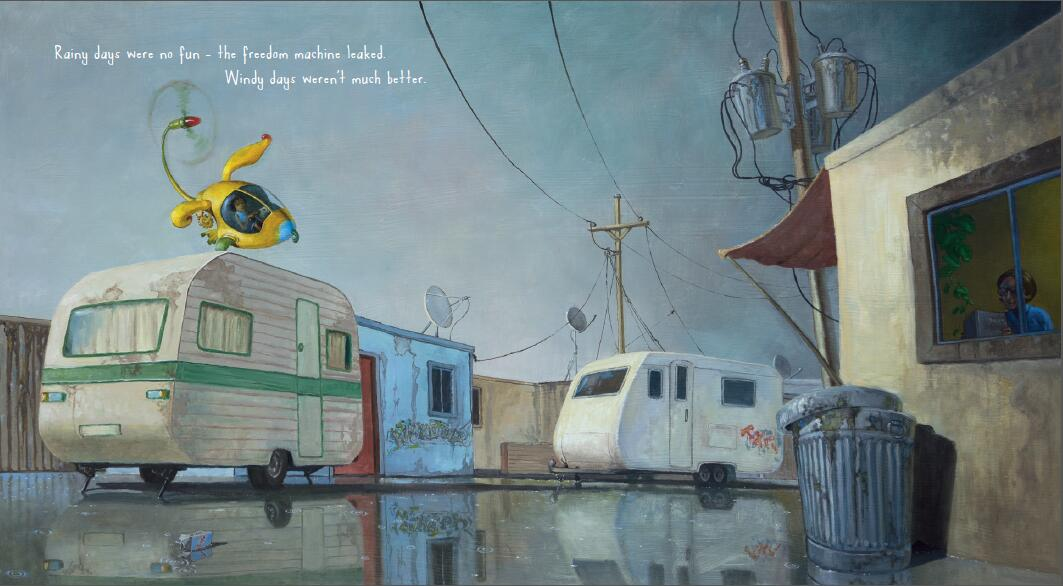 Rainy days were no fun – the freedom machine leaked.
Windy days weren't much better.